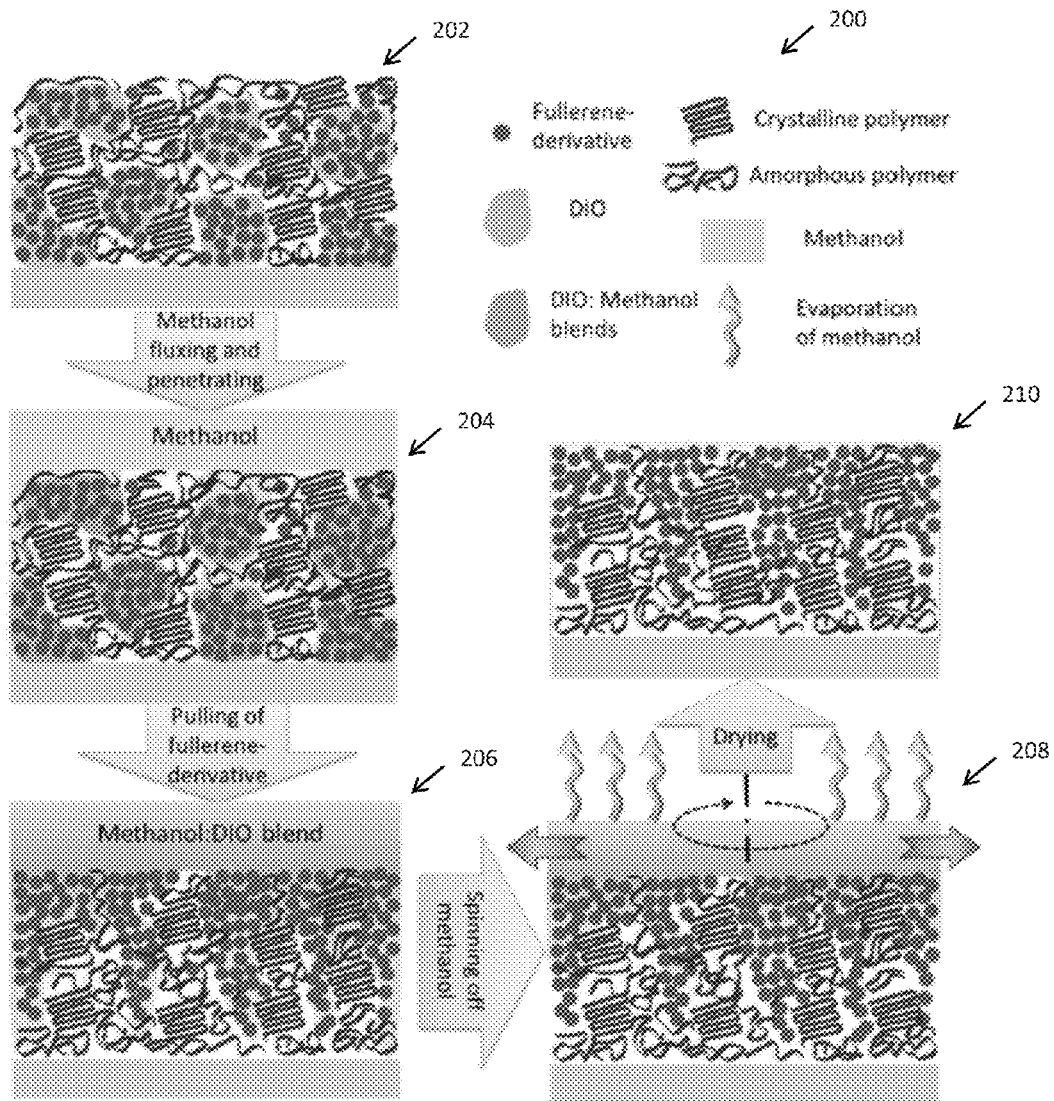 202
200
Fullerene-
derivative
Crystalline polymer
Amorphous polymer
DIO
Methanol
DIO: Methanol
blends
Evaporation
of methanol
Methanol
fluxing and
penetrating
210
Methanol
204
Pulling of
fullerene-
derivative
206
Drying
208
Methanol:DIO blend
Spinning off
methanol